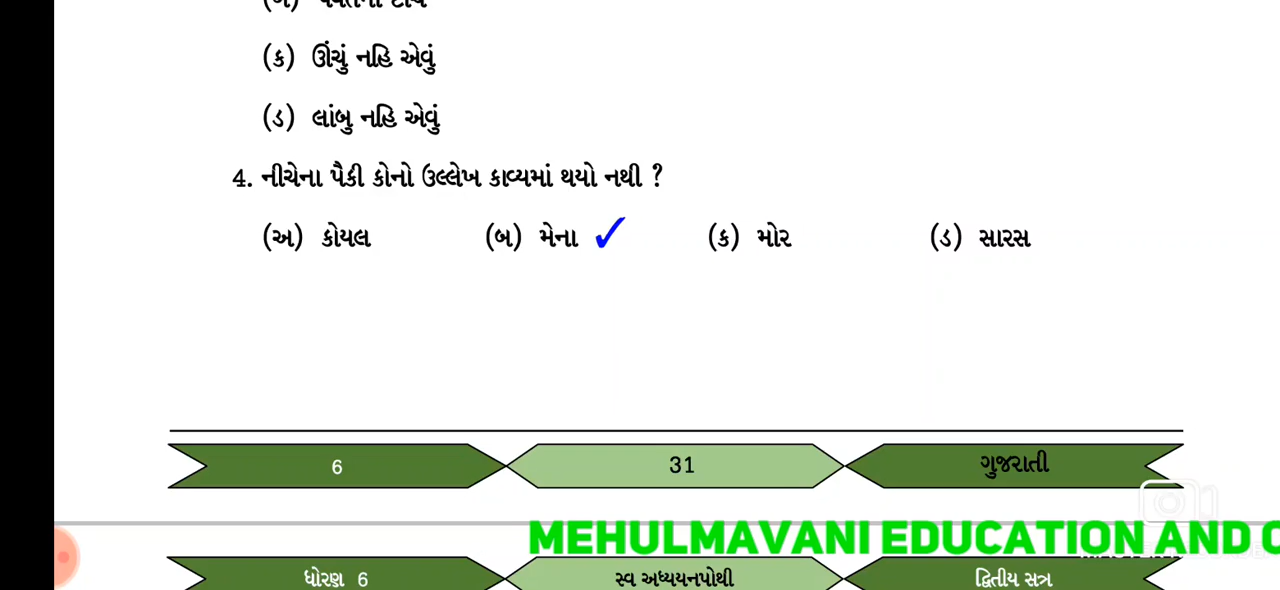 (ક) ઊંચું નહિ એવું
(ડ) લાંબુ નહિ એવું
4. નીચેના પૈકી કોનો ઉલ્લેખ કાવ્યમાં થયો નથી ?
(અ) કોયલ (બ) મેના ✓ (ક) મોર (ડ) સારસ
6 31 ગુજરાતી
MEHULMAVANI EDUCATION AND
ધોરણ 6 સ્વ અધ્યયનપોથી દ્વિતીય સત્ર